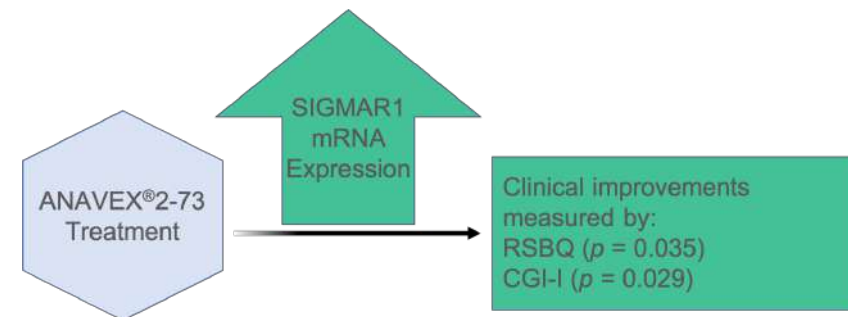 SIGMAR1
mRNA
Expression
ANAVEX®2-73
Treatment
Clinical improvements
measured by:
RSBQ (p = 0.035)
CGI-I (p = 0.029)